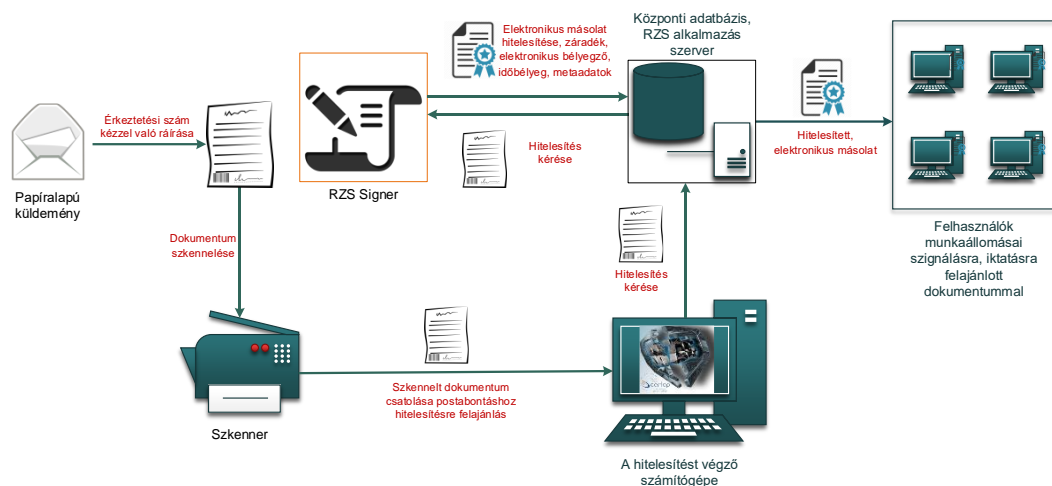 Elektronikus másolat
hitelesítése, záradék,
elektronikus bélyegző,
időbélyeg, metaadatok
Központi adatbázis,
RZS alkalmazás
szerver
Érkeztetési szám
kézzel való ráírása
Hitelesítés
kérése
Hitelesített,
elektronikus másolat
Papíralapú
küldemény
RZS Signer
Dokumentum
szkennelése
Hitelesítés
kérése
Felhasználók
munkaállomásai
szignálásra, iktatásra
felajánlott
dokumentummal
Szkennelt dokumentum
csatolása postabontáshoz
hitelesítésre felajánlás
Szkenner
A hitelesítést végző
számítógépe